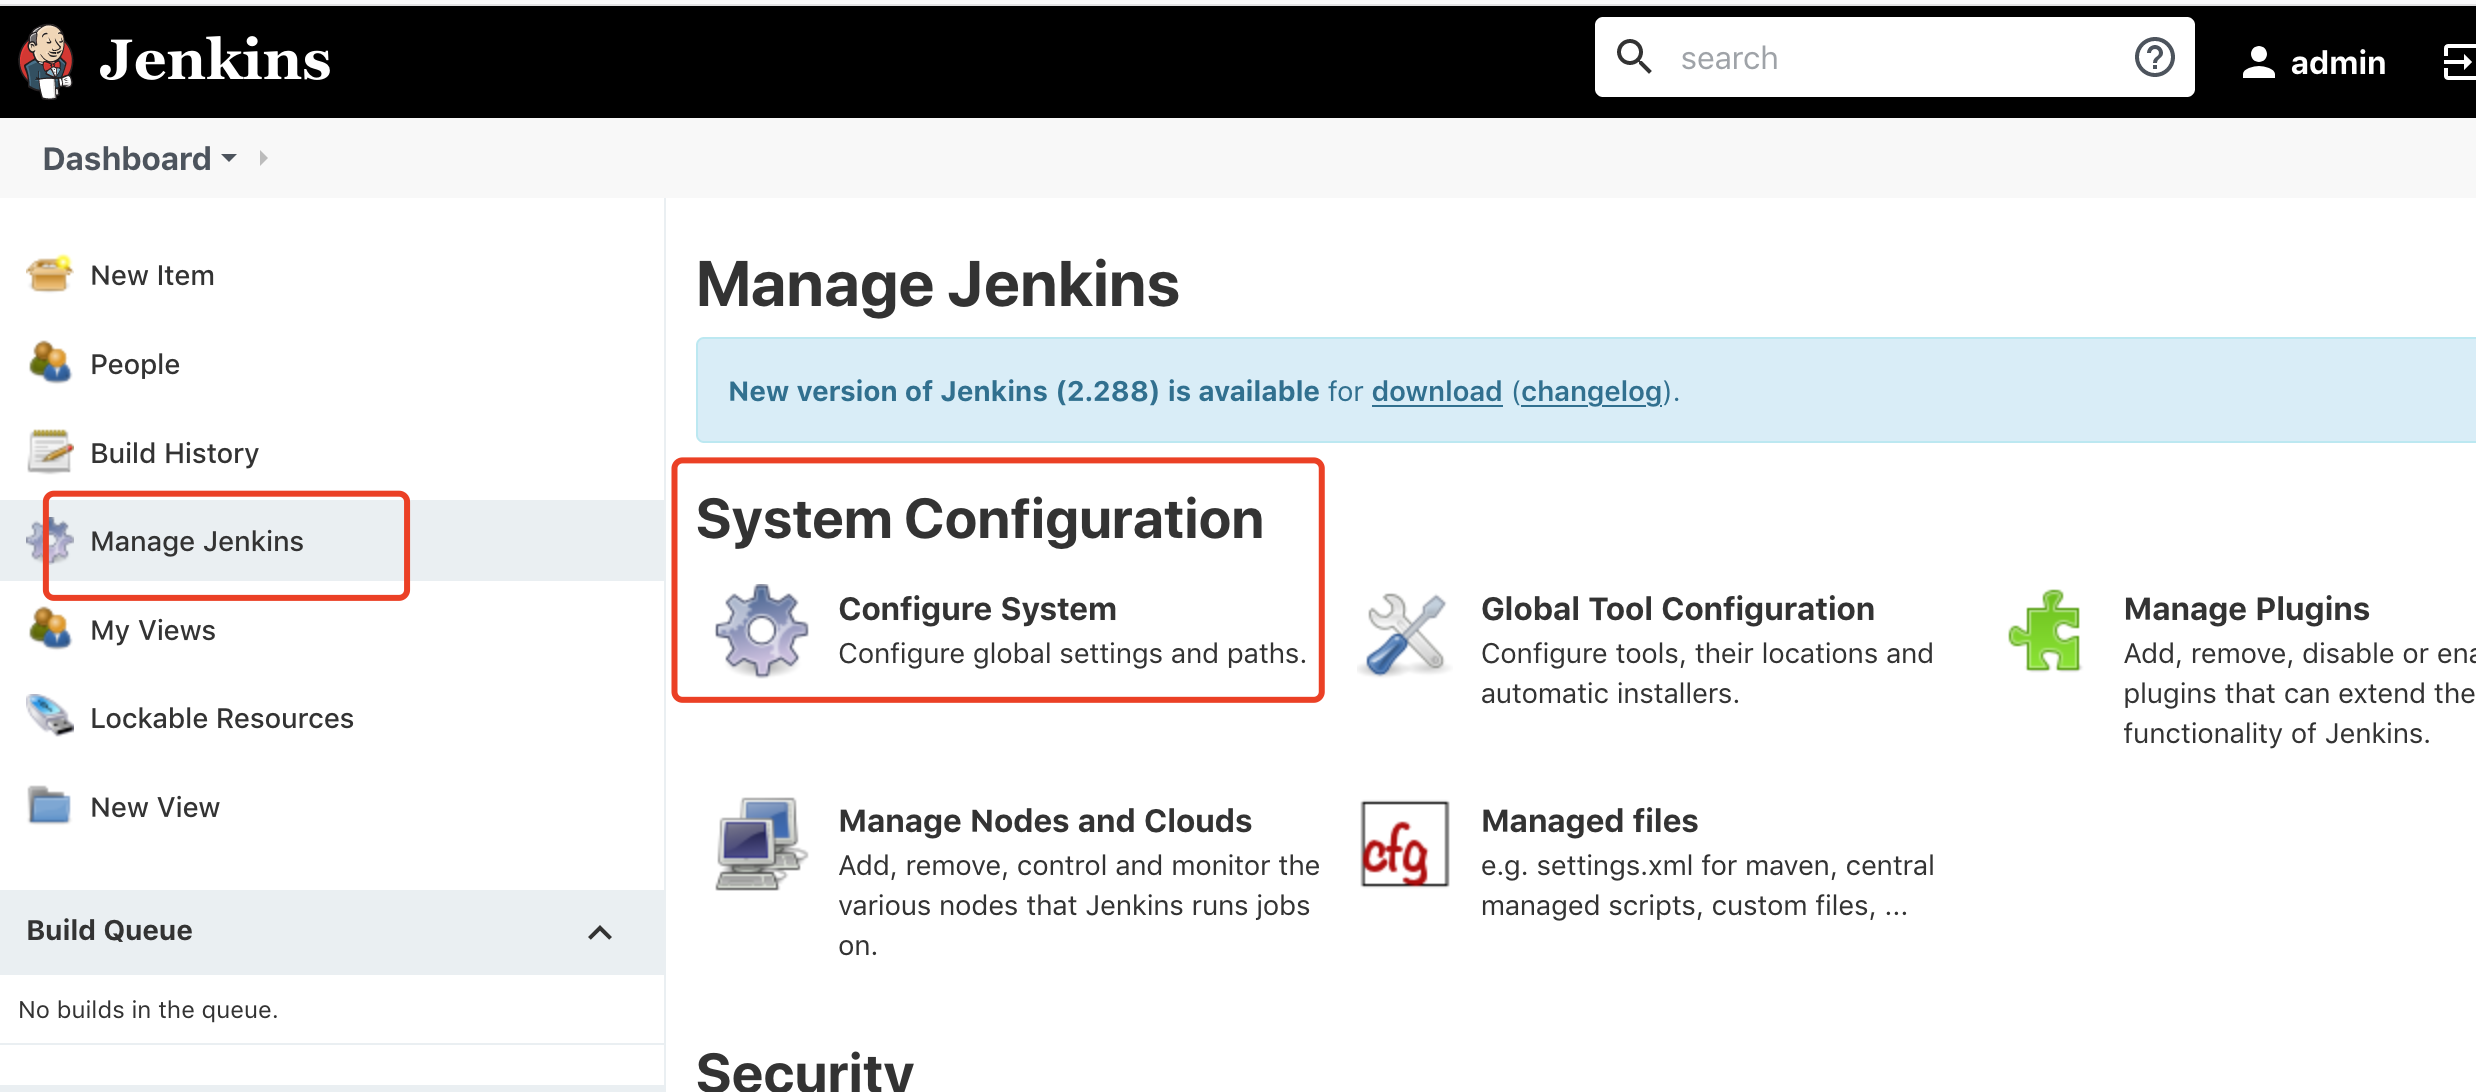 Jenkins
search
admin
Dashboard
New Item
People
Build History
Manage Jenkins
My Views
Lockable Resources
New View
Build Queue
No builds in the queue.
Manage Jenkins
New version of Jenkins (2.288) is available for download (changelog).
System Configuration
Configure System
Configure global settings and paths.
Global Tool Configuration
Configure tools, their locations and
automatic installers.
Manage Plugins
Add, remove, disable or ena
plugins that can extend the
functionality of Jenkins.
Manage Nodes and Clouds
Add, remove, control and monitor the
various nodes that Jenkins runs jobs
on.
cfg
Managed files
e.g. settings.xml for maven, central
managed scripts, custom files, ...
Security